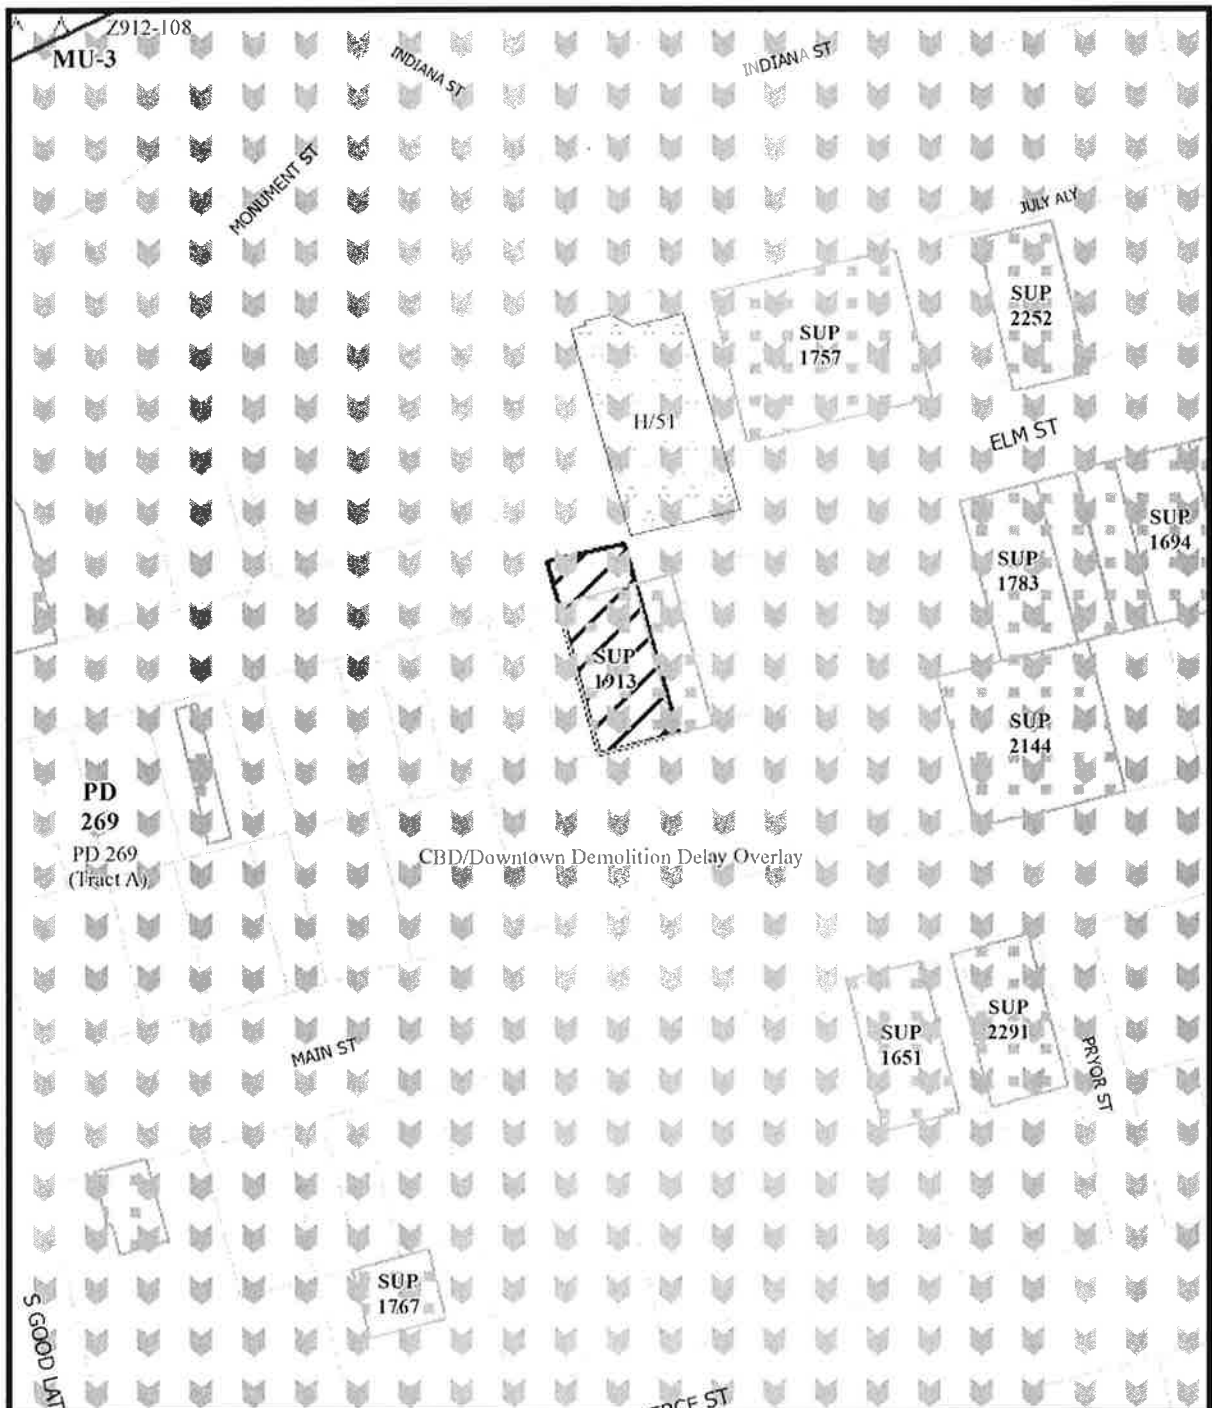 Z912-108
MU-3
INDIANA ST
INDIANA ST
MONUMENT ST
JULY ALY
SUP
2252
SUP
1757
H/51
ELM ST
SUP
1694
SUP
1783
SUP
1913
SUP
2144
PD
269
PD 269
(Tract A)
CBD/Downtown Demolition Delay Overlay
SUP
2291
SUP
1651
MAIN ST
PRYOR ST
SUP
1767
S GOOD LAT
RCE ST